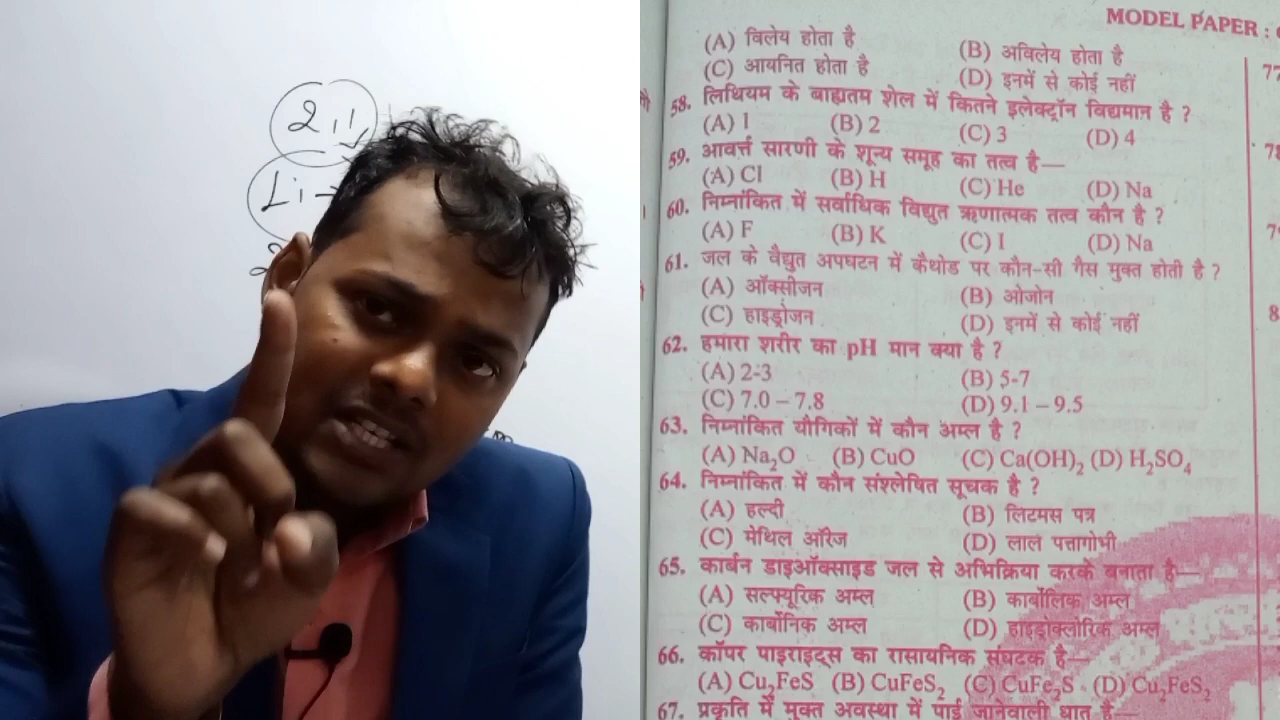 2,1
Li-
MODEL PAPER :
(A) विलेय होता है (B) अविलेय होता है
(C) आयनित होता है (D) इनमें से कोई नहीं
58. लिथियम के बाह्यतम शेल में कितने इलेक्ट्रॉन विद्यमान है ?
(A) 1 (B) 2 (C) 3 (D) 4
59. आवर्त्त सारणी के शून्य समूह का तत्व है—
(A) Cl (B) H (C) He (D) Na
60. निम्नांकित में सर्वाधिक विद्युत ऋणात्मक तत्व कौन है ?
(A) F (B) K (C) I (D) Na
61. जल के वैद्युत अपघटन में कैथोड पर कौन-सी गैस मुक्त होती है ?
(A) ऑक्सीजन (B) ओजोन
(C) हाइड्रोजन (D) इनमें से कोई नहीं
62. हमारा शरीर का pH मान क्या है ?
(A) 2-3 (B) 5-7
(C) 7.0 – 7.8 (D) 9.1 – 9.5
63. निम्नांकित यौगिकों में कौन अम्ल है ?
(A) Na₂O (B) CuO (C) Ca(OH)₂ (D) H₂SO₄
64. निम्नांकित में कौन संश्लेषित सूचक है ?
(A) हल्दी (B) लिटमस पत्र
(C) मेथिल ऑरेंज (D) लाल पत्तागोभी
65. कार्बन डाइऑक्साइड जल से अभिक्रिया करके बनाता है—
(A) सल्फ्यूरिक अम्ल (B) कार्बोलिक अम्ल
(C) कार्बोनिक अम्ल (D) हाइड्रोक्लोरिक अम्ल
66. कॉपर पाइराइट्स का रासायनिक संघटक है—
(A) Cu₂FeS (B) CuFeS₂ (C) CuFe₂S (D) Cu₂FeS₂
67. प्रकृति में मुक्त अवस्था में पाई जानेवाली धातु है—